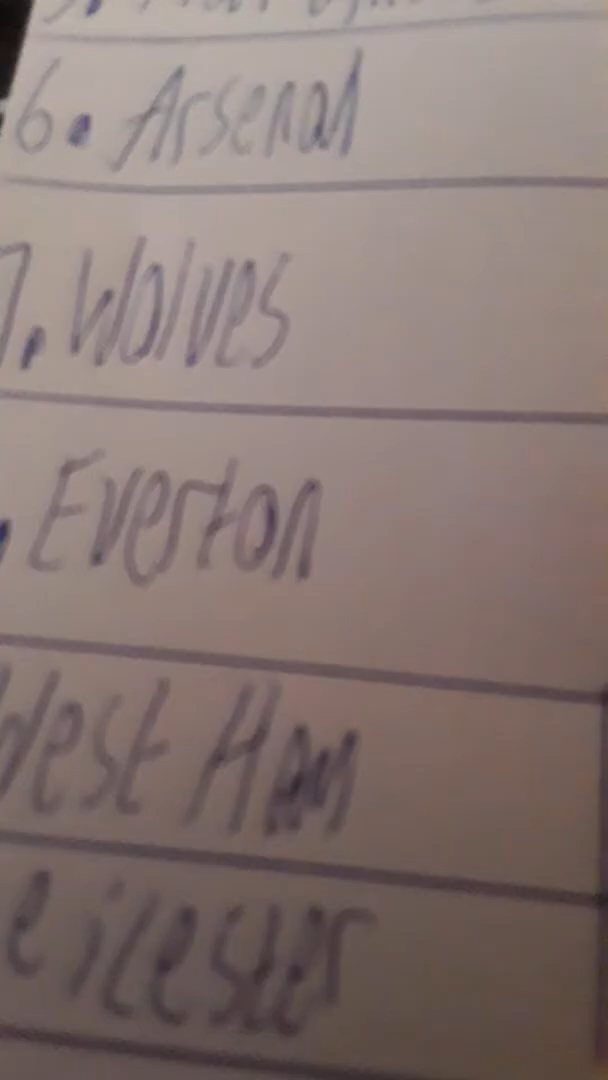 6. Arsenal
7. Wolves
. Everton
West Ham
eicester